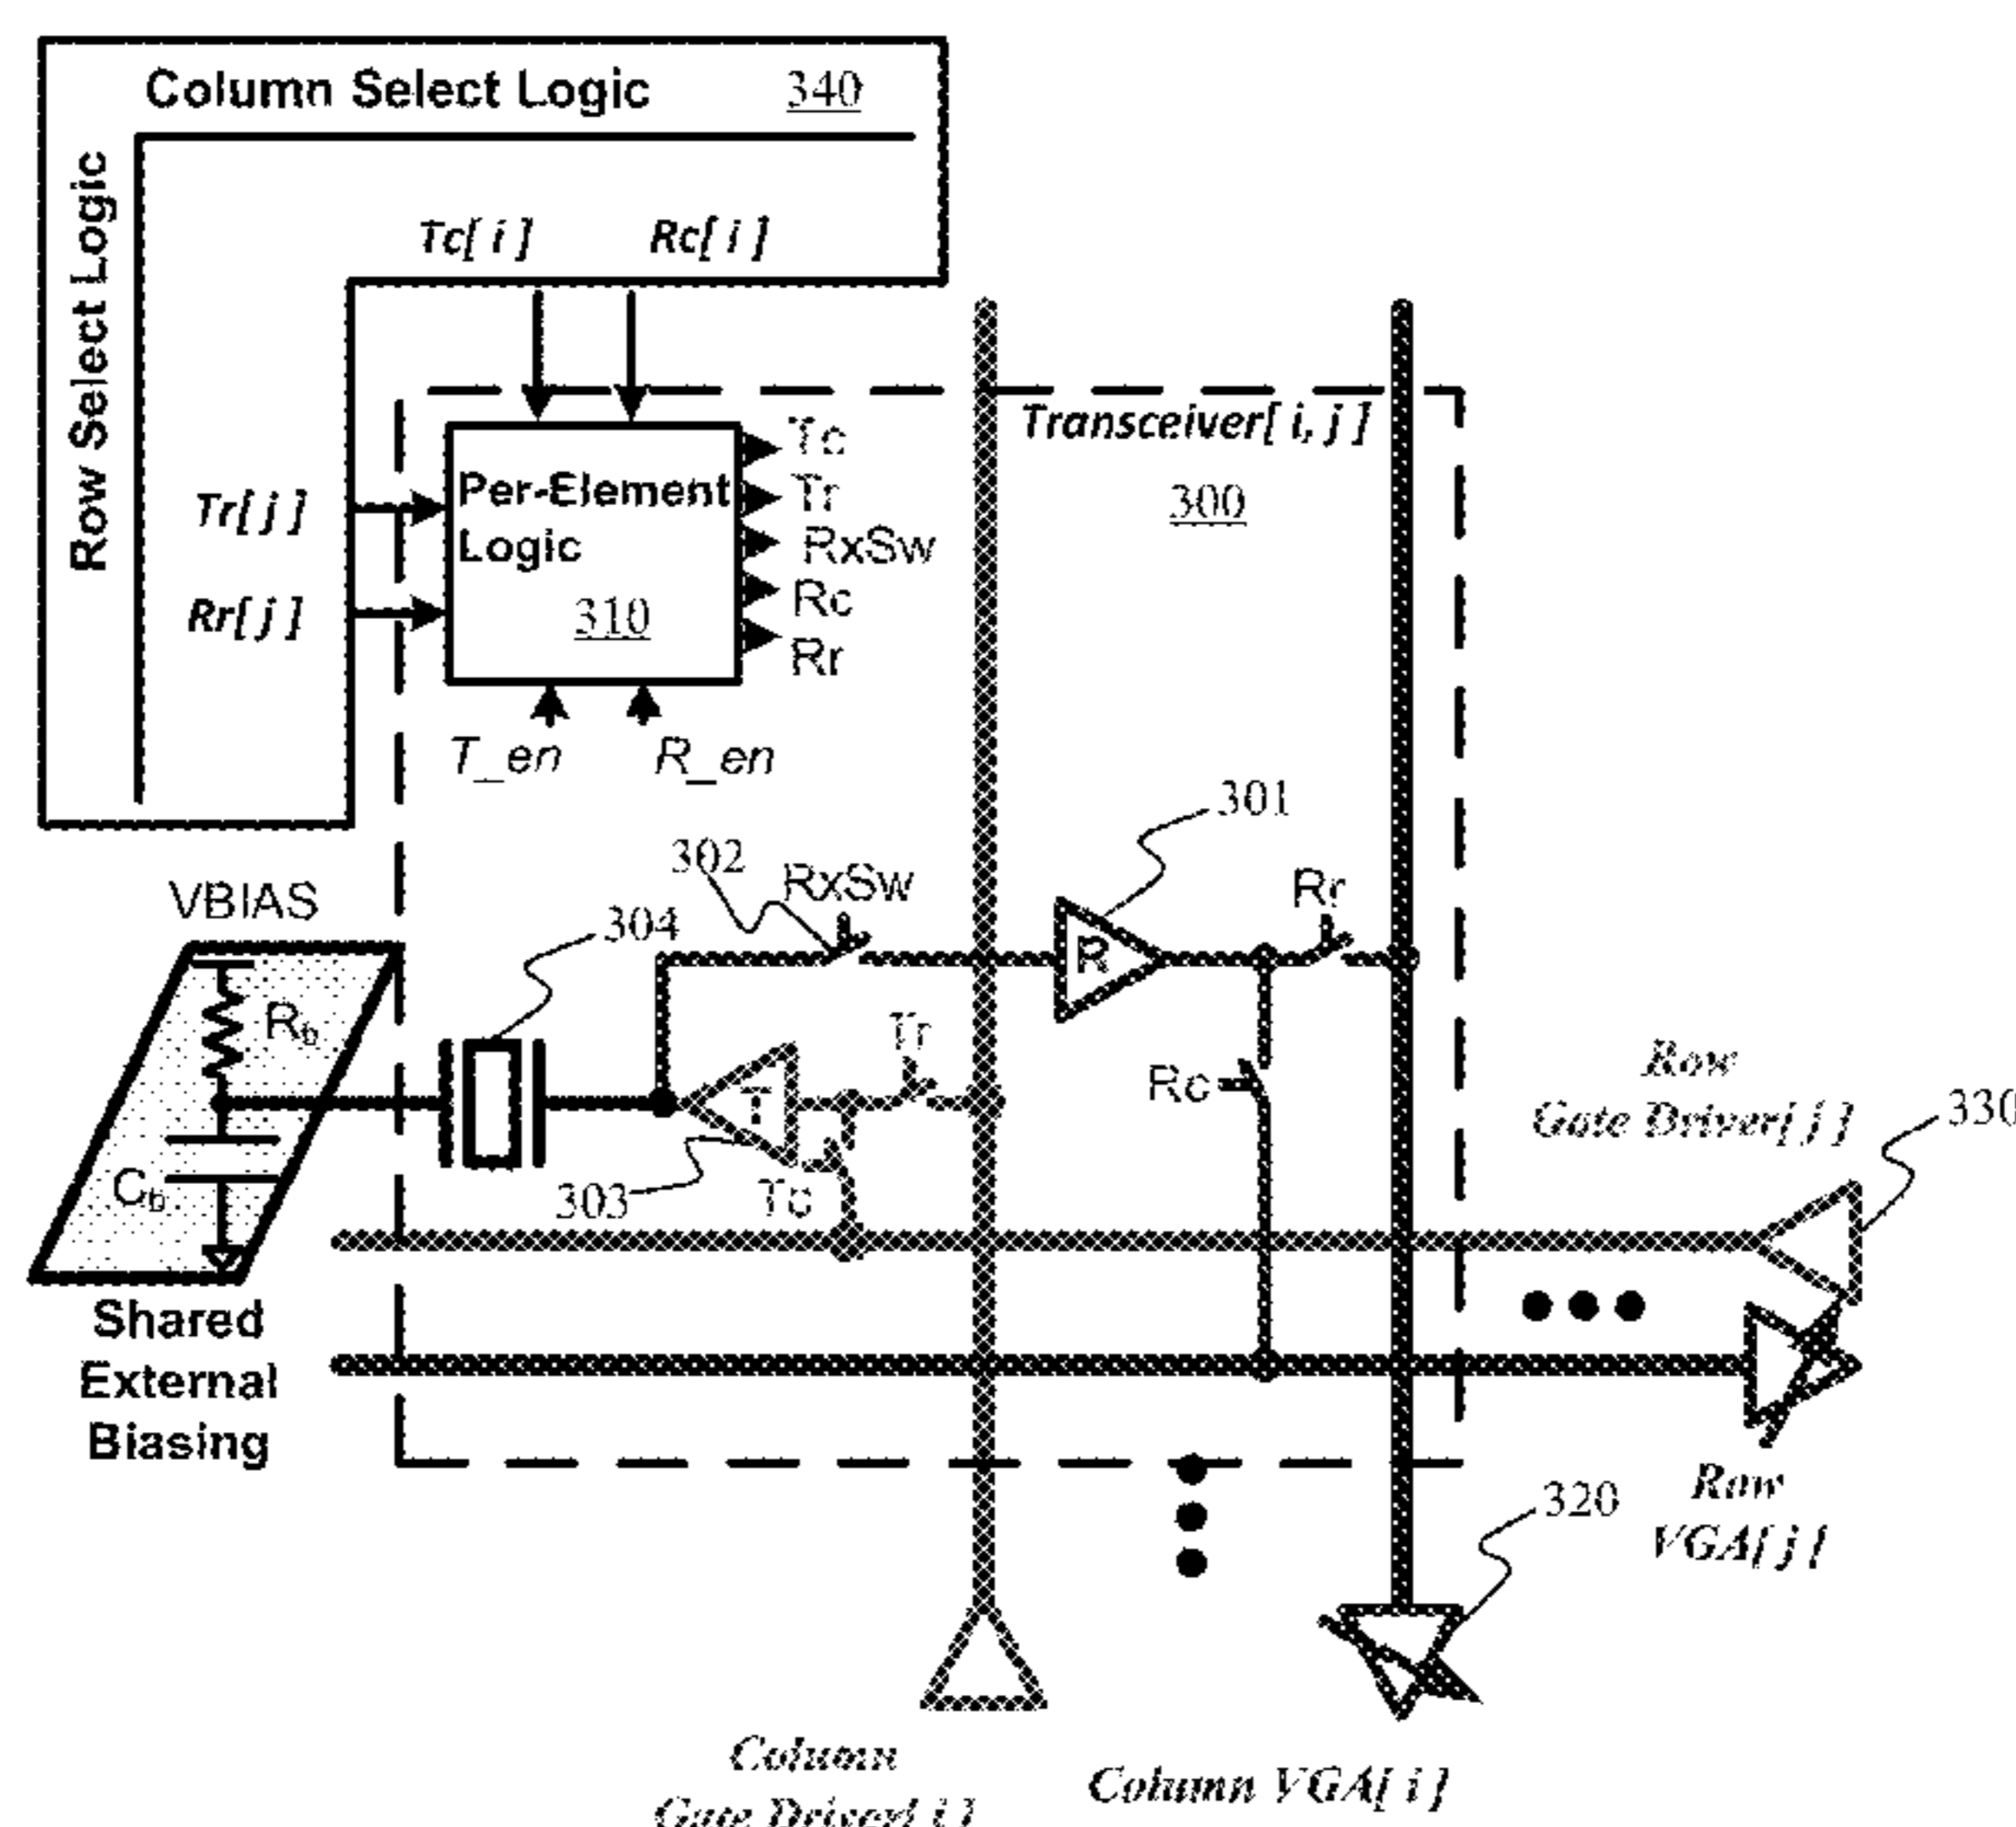 Column Select Logic 340
Row Select Logic
Tc[ i ] Rc[ i ]
Tr[ j ]
Rr[ j ]
Transceiver[ i, j ]
300
Per-Element
Logic
310
Tc
Tr
RxSw
Rc
Rr
T_en R_en
301
302
RxSw
Rr
VBIAS
304
Rb
Tr
R
Rc
T
Row
Gate Driver[ j ]
330
Cb
303
Tc
Shared
External
Biasing
Row
VGA[ j ]
320
Column
Gate Driver[ i ]
Column VGA[ i ]